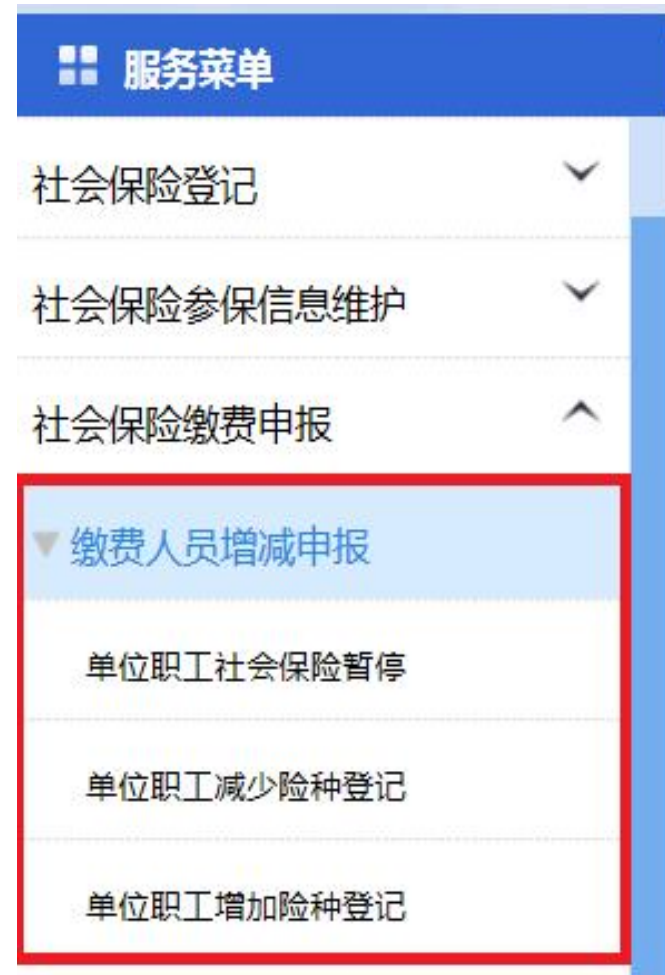 服务菜单
社会保险登记
社会保险参保信息维护
社会保险缴费申报
缴费人员增减申报
单位职工社会保险暂停
单位职工减少险种登记
单位职工增加险种登记